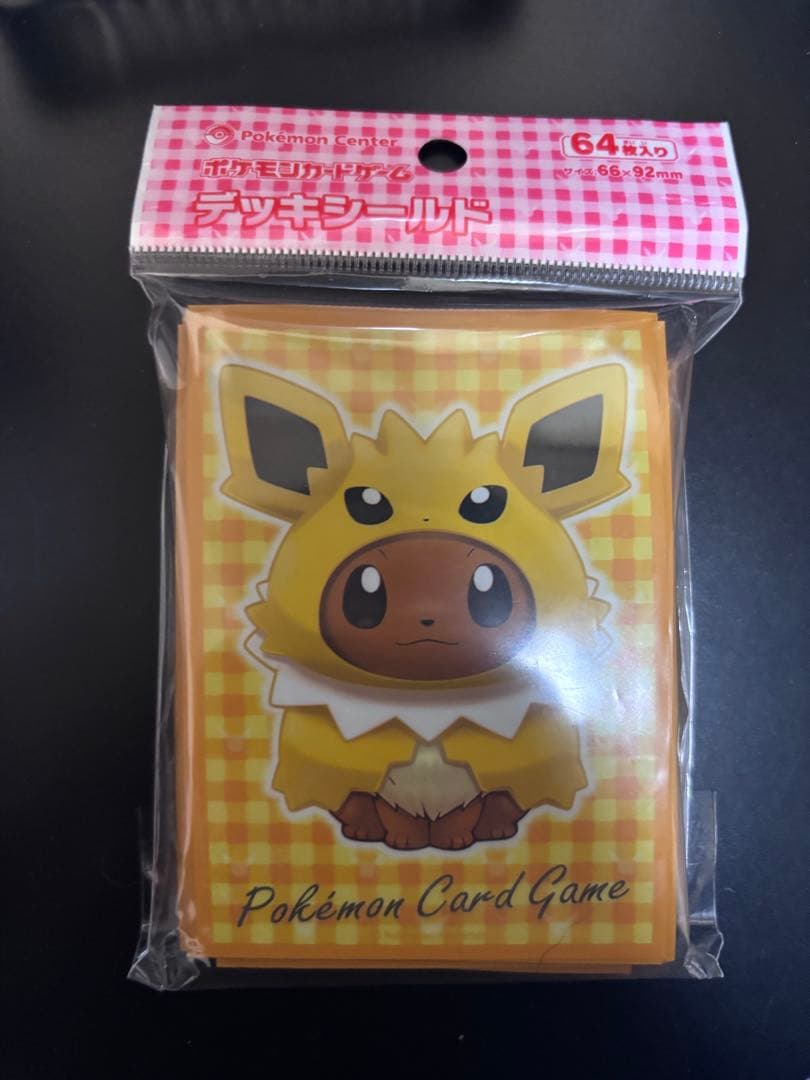 Pokémon Center
ポケモンカードゲーム
デッキシールド
64枚入り
サイズ:66×92mm
Pokémon Card Game